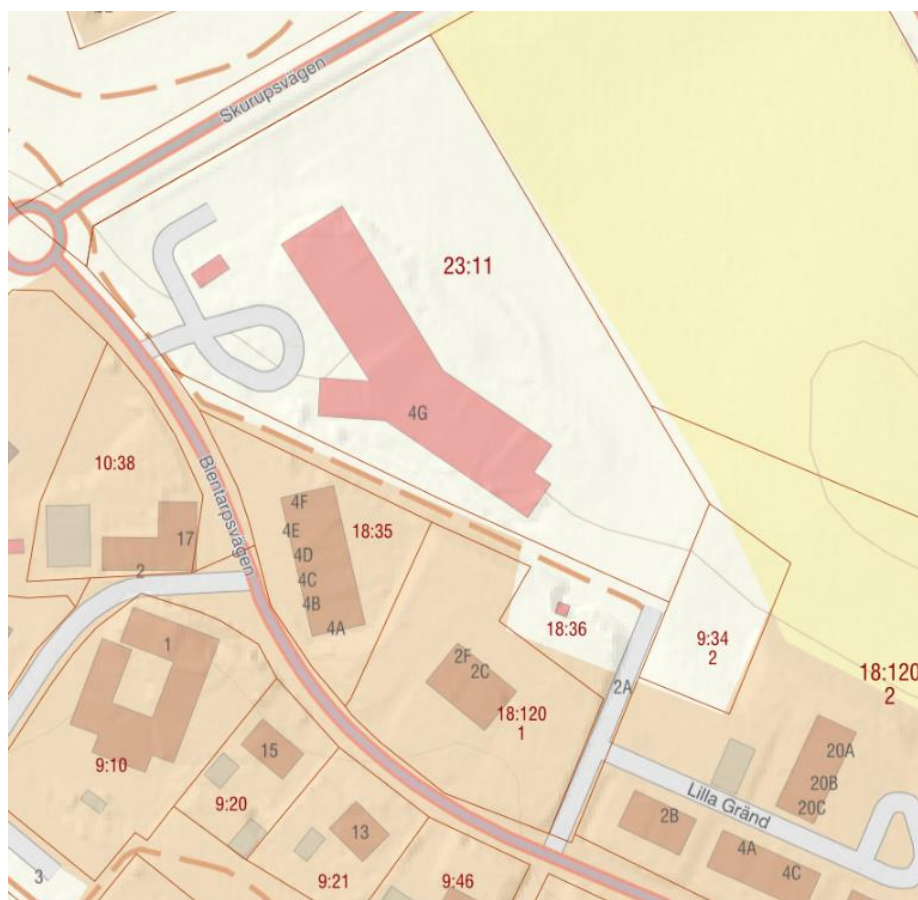 Skurupsvägen
23:11
4G
10:38
Blentarpsvägen
17
2
4F
4E
4D
4C
4B
4A
18:35
18:36
9:34
2
18:120
2
1
2F
2C
2A
18:120
1
15
9:10
9:20
20A
20B
20C
Lilla Gränd
2B
13
4A
4C
3
9:21
9:46